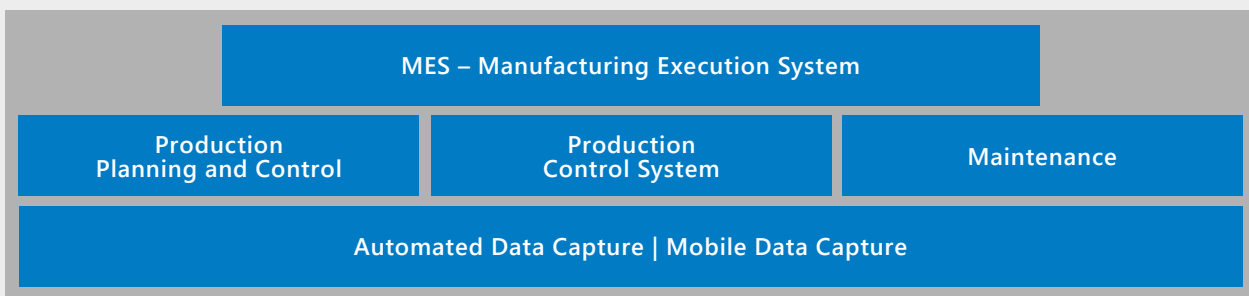 MES – Manufacturing Execution System
Production
Planning and Control
Production
Control System
Maintenance
Automated Data Capture | Mobile Data Capture